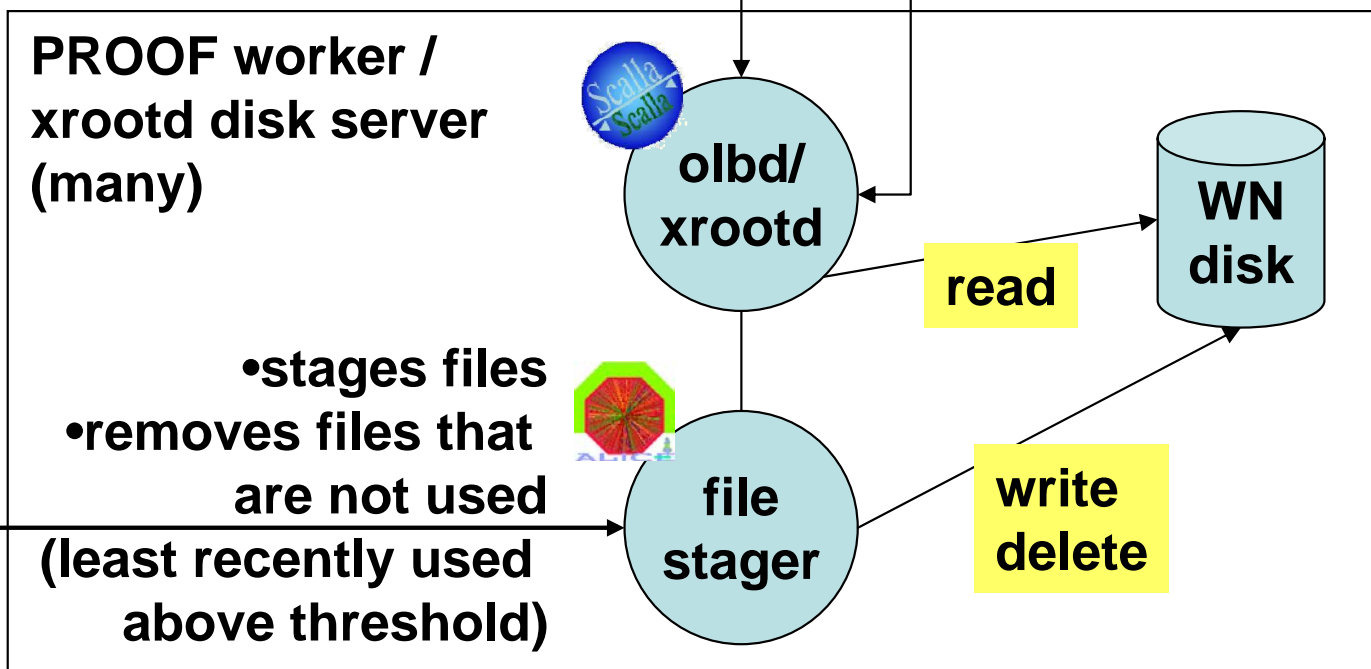 PROOF worker /
xrootd disk server
(many)
Scalla
Scalla
olbd/
xrootd
WN
disk
read
•stages files
•removes files that
are not used
(least recently used
above threshold)
ALICE
file
stager
write
delete